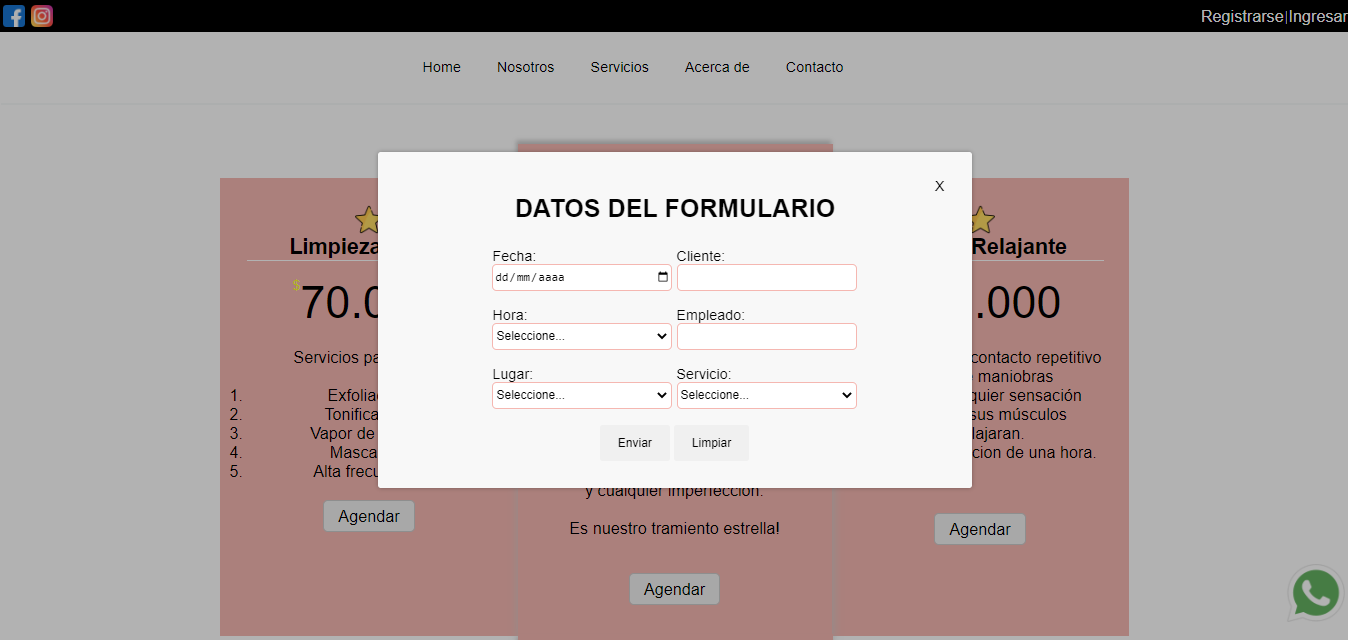 Registrarse|Ingresar
Home Nosotros Servicios Acerca de Contacto
X
DATOS DEL FORMULARIO
Fecha: Cliente:
dd/mm/aaaa
Hora: Empleado:
Seleccione...
Lugar: Servicio:
Seleccione... Seleccione...
Enviar Limpiar
Limpieza
$70.0
Servicios pa
1. Exfolia
2. Tonifica
3. Vapor de
4. Masca
5. Alta frecu
Agendar
y cualquier imperfección.
Es nuestro tramiento estrella!
Agendar
Relajante
.000
contacto repetitivo
maniobras
quier sensación
sus músculos
lajaran.
cion de una hora.
Agendar